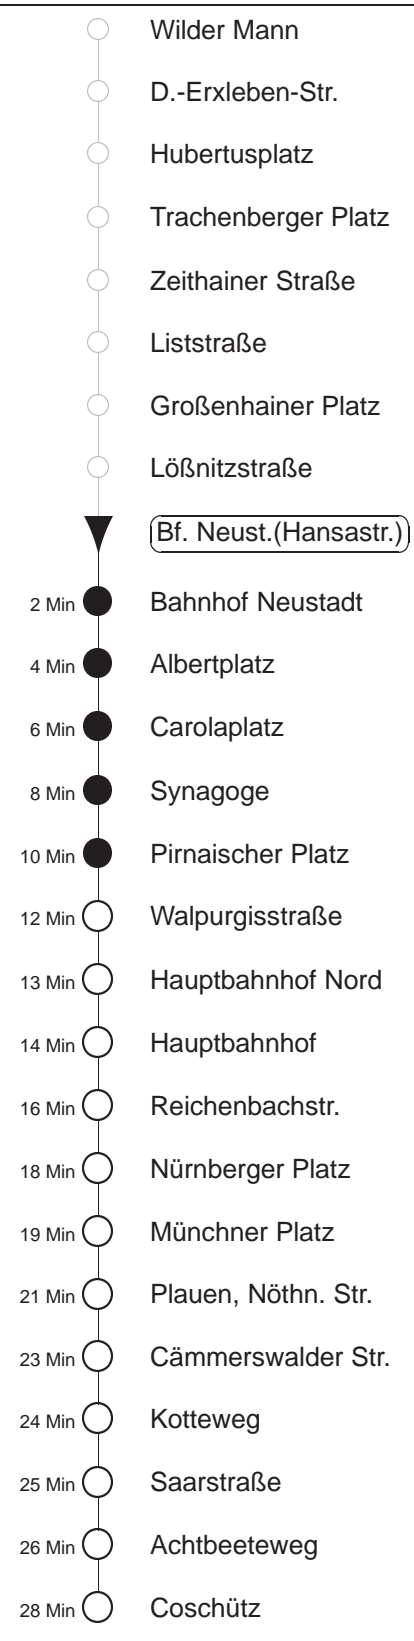 Wilder Mann
D.-Erxleben-Str.
Hubertusplatz
Trachenberger Platz
Zeithainer Straße
Liststraße
Großenhainer Platz
Lößnitzstraße
Bf. Neust.(Hansastr.)
2 Min Bahnhof Neustadt
4 Min Albertplatz
6 Min Carolaplatz
8 Min Synagoge
10 Min Pirnaischer Platz
12 Min Walpurgisstraße
13 Min Hauptbahnhof Nord
14 Min Hauptbahnhof
16 Min Reichenbachstr.
18 Min Nürnberger Platz
19 Min Münchner Platz
21 Min Plauen, Nöthn. Str.
23 Min Cämmerswalder Str.
24 Min Kotteweg
25 Min Saarstraße
26 Min Achtbeeteweg
28 Min Coschütz